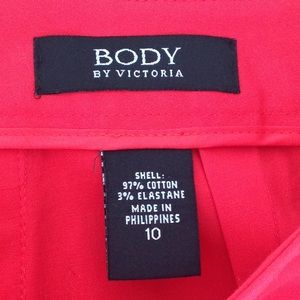 BODY
BY VICTORIA
SHELL:
97% COTTON
3% ELASTANE
MADE IN
PHILIPPINES
10